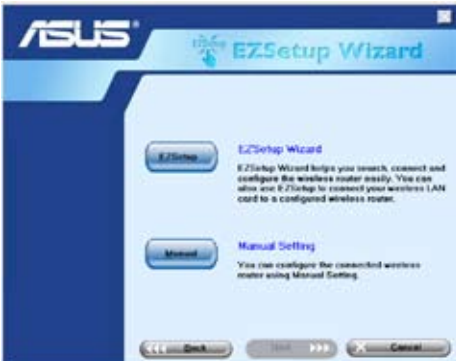 ASUS
EZSetup Wizard
EZSetup
EZSetup Wizard
EZSetup Wizard helps you search, connect and
configure the wireless router easily. You can
also use EZSetup to connect your wireless LAN
card to a configured wireless router.
Manual
Manual Setting
You can configure the connected wireless
router using Manual Setting.
Back
Next
Cancel